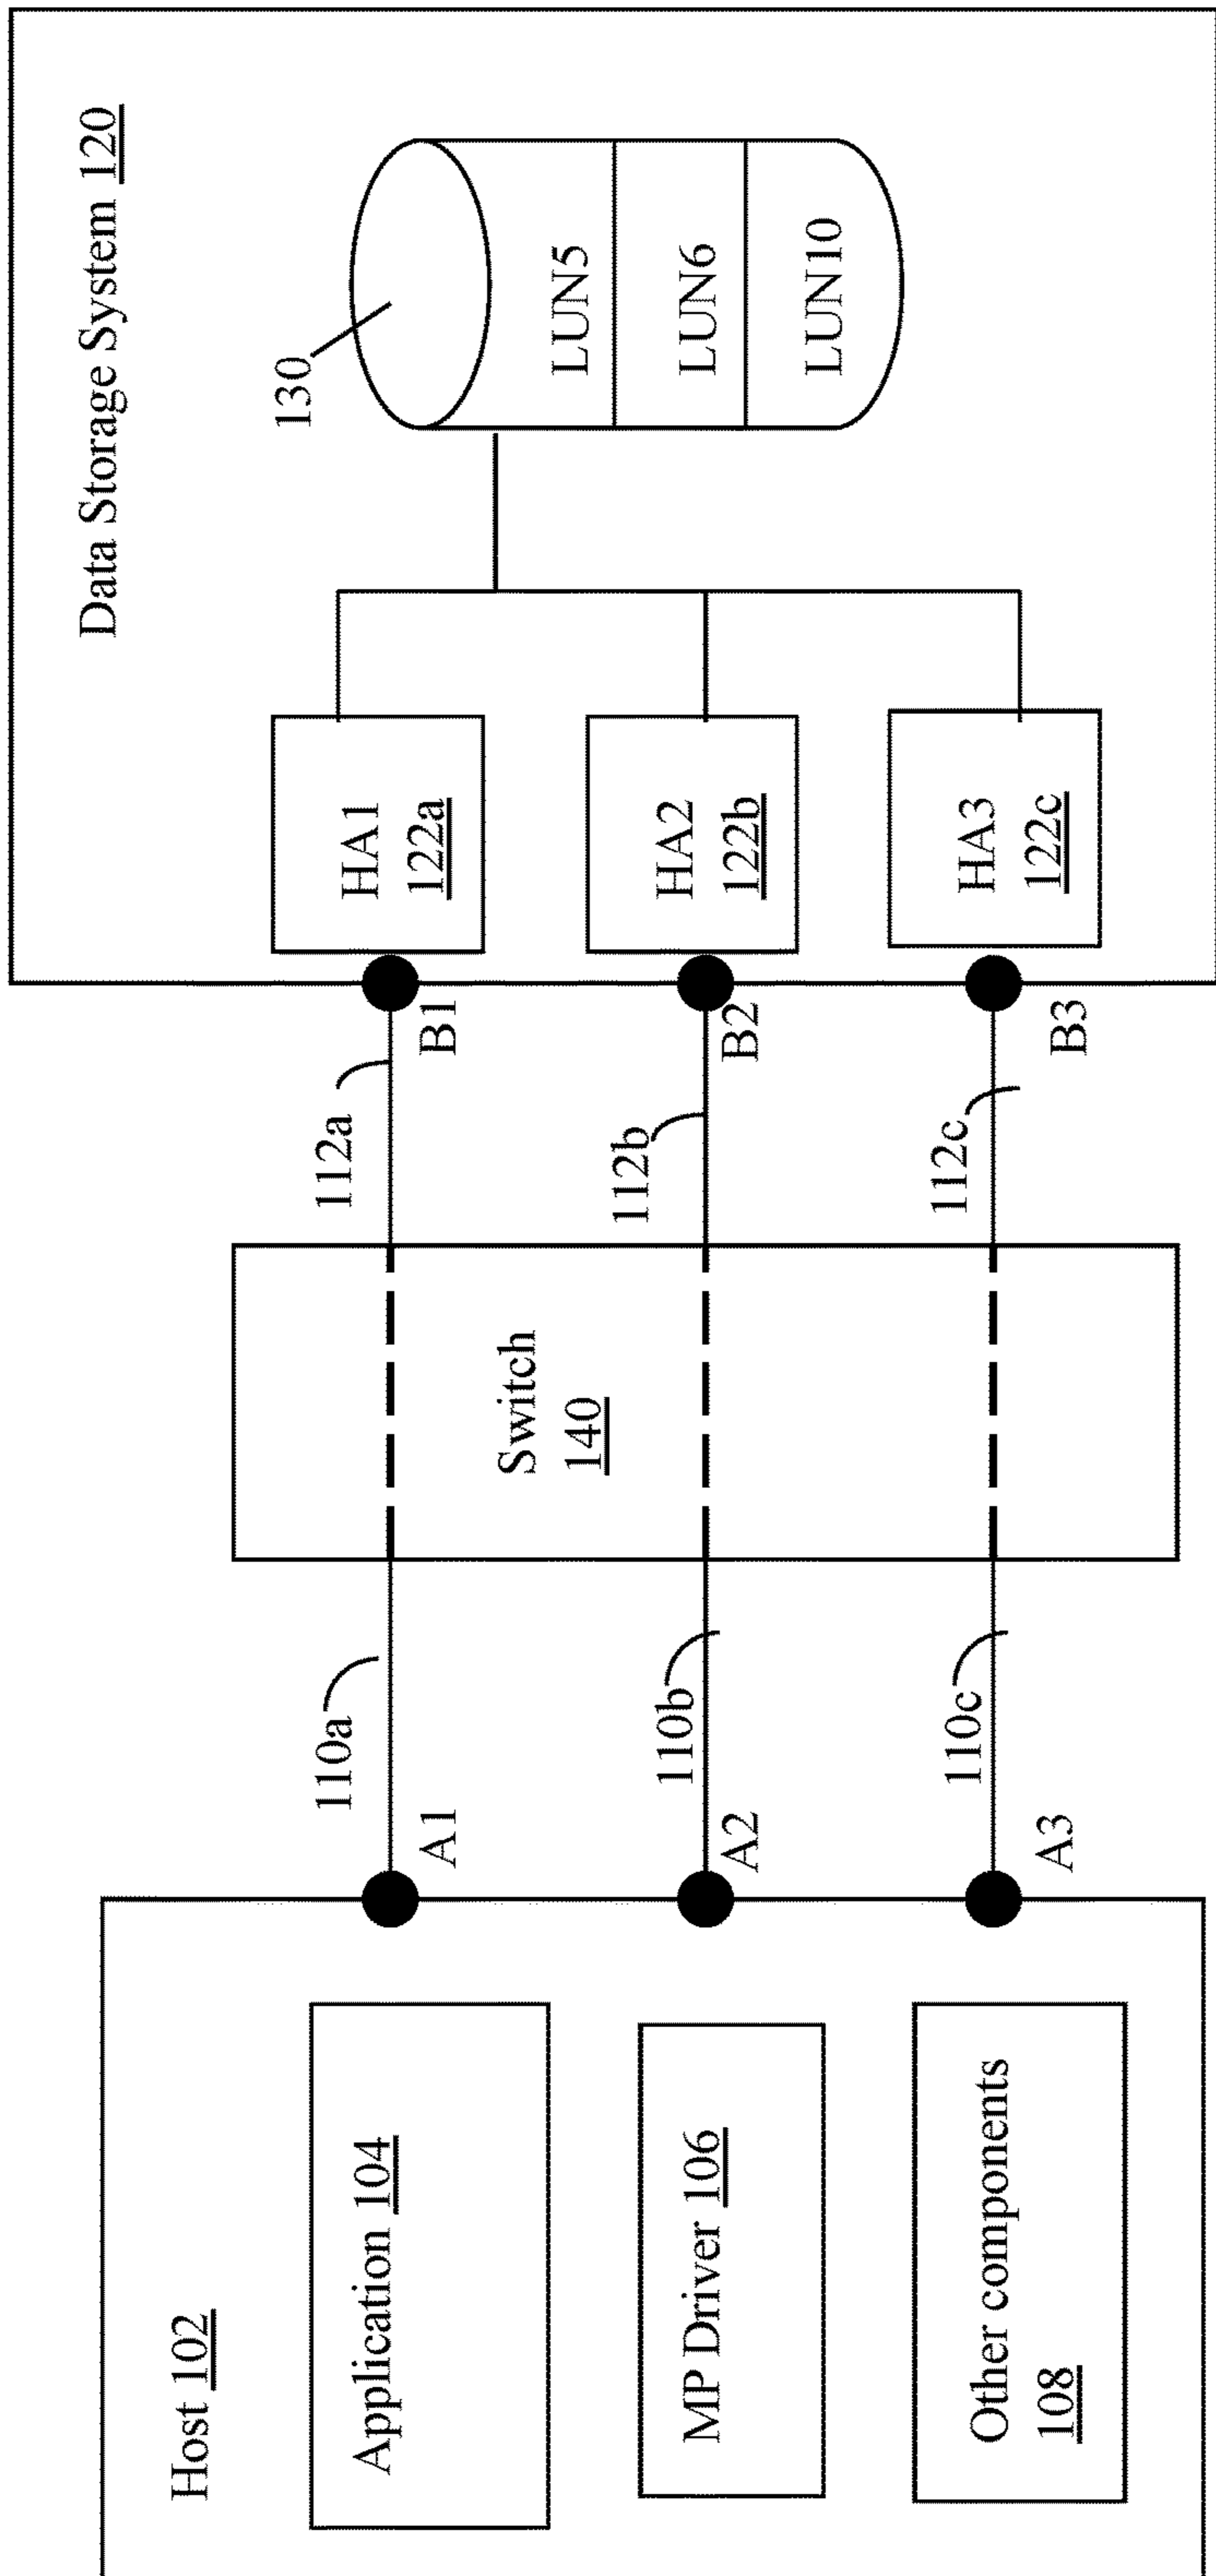 Host 102
Application 104
MP Driver 106
Other components
108
A1
A2
A3
110a
110b
110c
Switch
140
112a
112b
112c
B1
B2
B3
Data Storage System 120
HA1
122a
HA2
122b
HA3
122c
130
LUN5
LUN6
LUN10